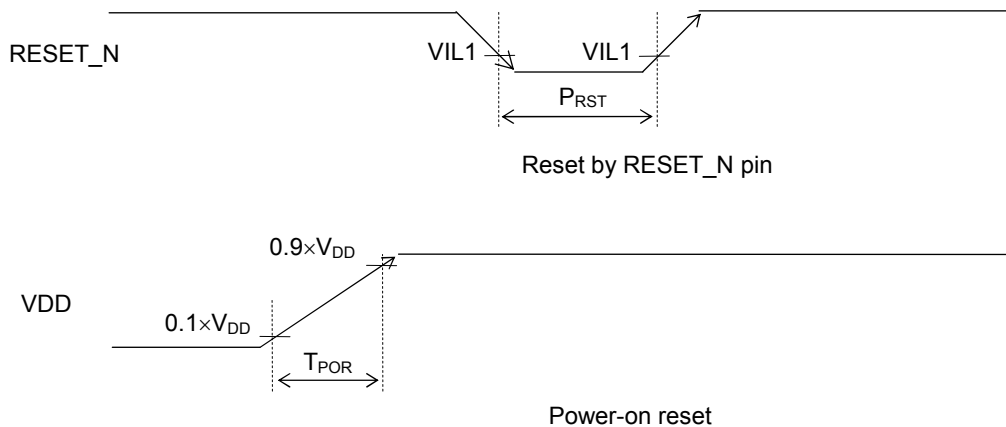 RESET_N
VIL1
VIL1
PRST
Reset by RESET_N pin
0.9×VDD
VDD
0.1×VDD
TPOR
Power-on reset